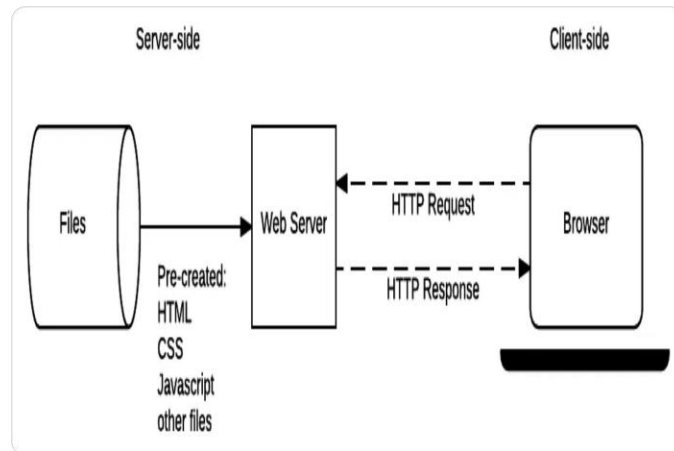 Server-side
Client-side
Files
Web Server
HTTP Request
Browser
HTTP Response
Pre-created:
HTML
CSS
Javascript
other files